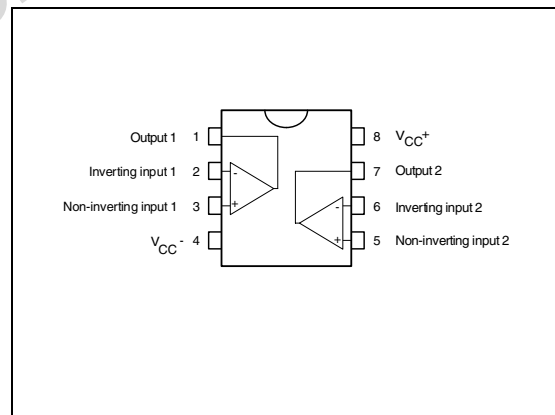 Output 1 1
Inverting input 1 2
Non-inverting input 1 3
VCC- 4
8 VCC+
7 Output 2
6 Inverting input 2
5 Non-inverting input 2
-
+
-
+